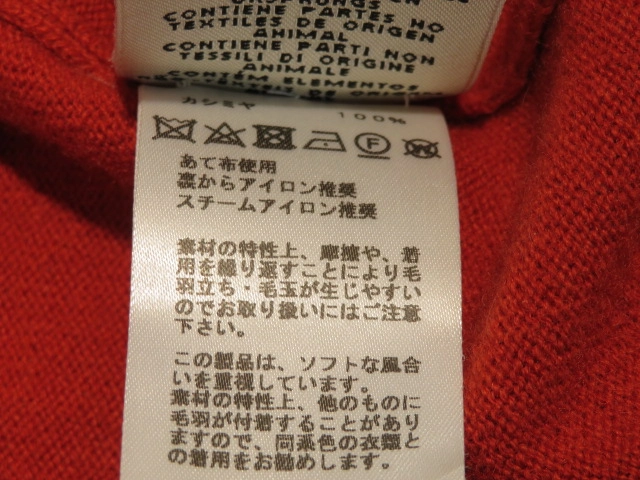 CONTIENE PARTES NO
TEXTILES DE ORIGEN
ANIMAL
CONTIENE PARTI NON
TESSILI DI ORIGINE
ANIMALE
CONTÉM ELEMENTOS
カシミヤ 100%
F
W
あて布使用
裏からアイロン推奨
スチームアイロン推奨
素材の特性上、摩擦や、着
用を繰り返すことにより毛
羽立ち・毛玉が生じやすい
のでお取り扱いにはご注意
下さい。
この製品は、ソフトな風合
いを重視しています。
素材の特性上、他のものに
毛羽が付着することがあり
ますので、同系色の衣類と
の着用をお勧めします。